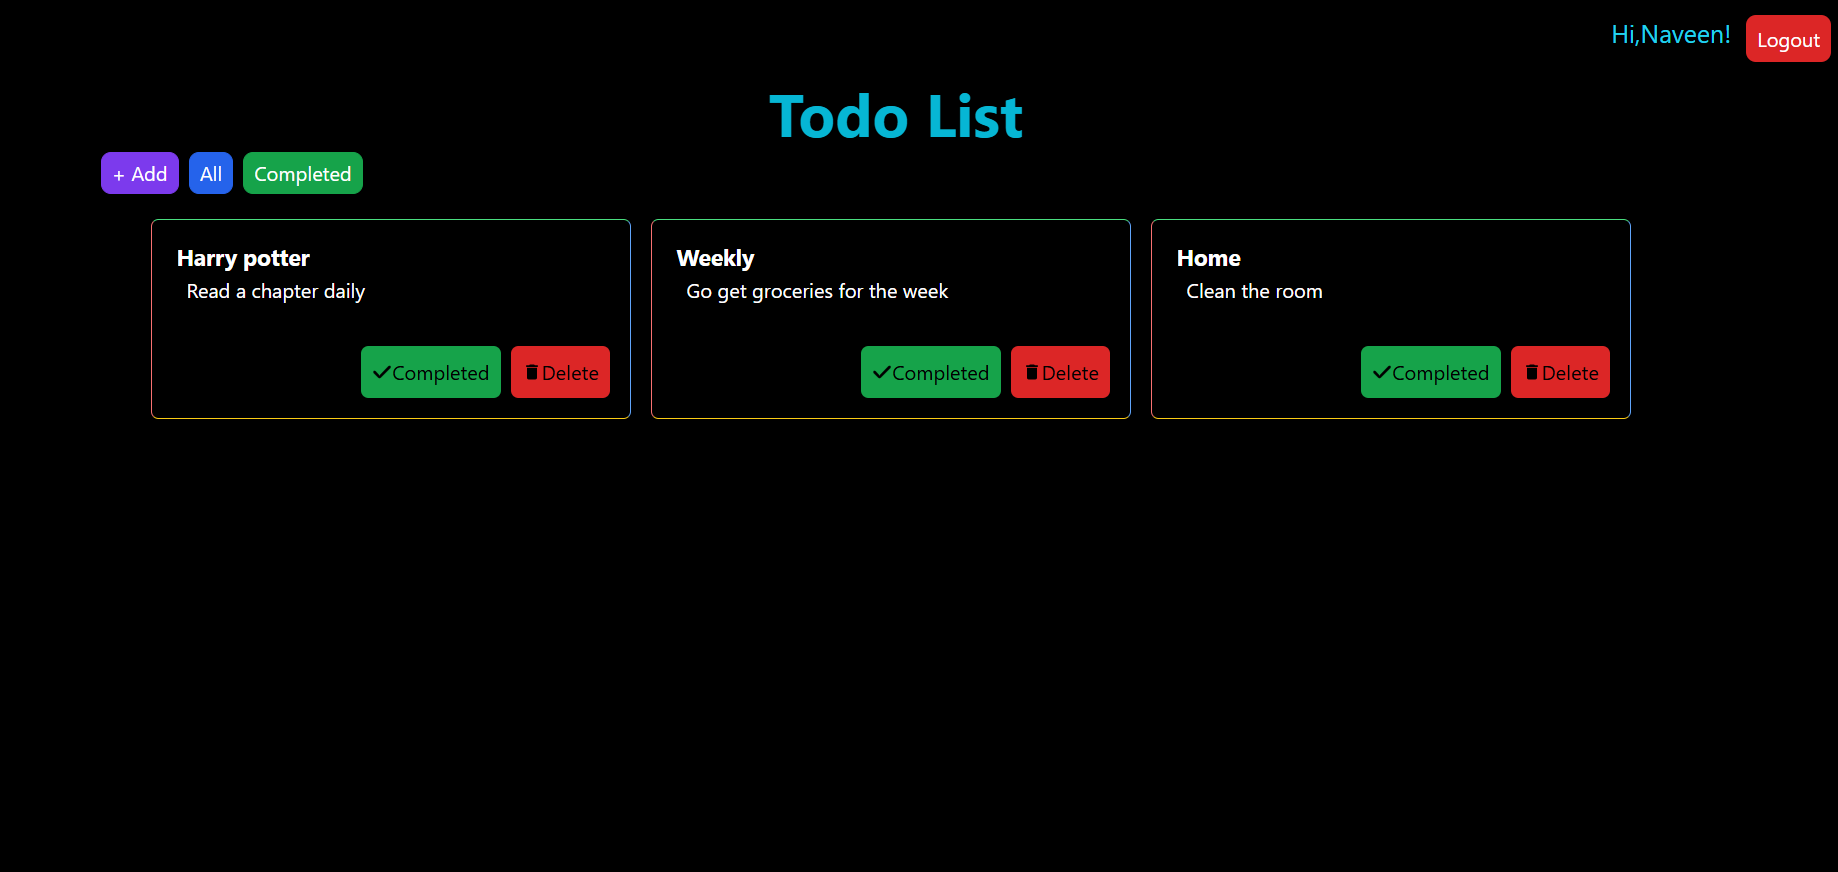 Hi,Naveen! Logout
Todo List
+ Add All Completed
Harry potter
Read a chapter daily
Completed Delete
Weekly
Go get groceries for the week
Completed Delete
Home
Clean the room
Completed Delete